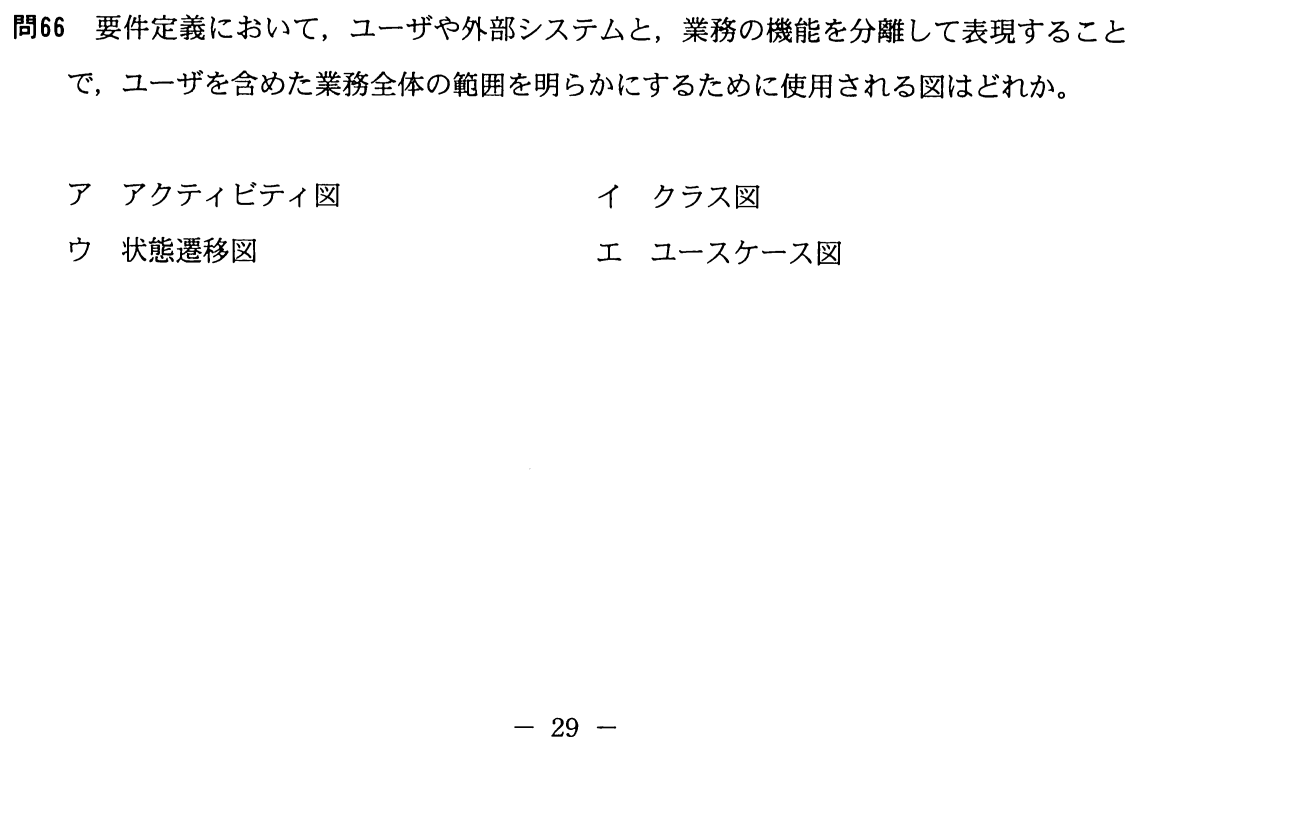 問66　要件定義において，ユーザや外部システムと，業務の機能を分離して表現すること
で，ユーザを含めた業務全体の範囲を明らかにするために使用される図はどれか。
ア　アクティビティ図　イ　クラス図
ウ　状態遷移図　エ　ユースケース図
－ 29 －